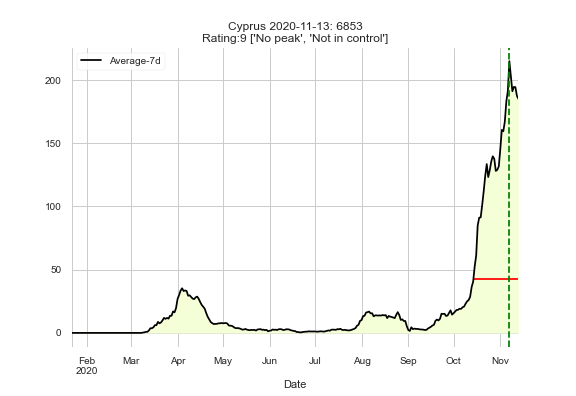 Cyprus 2020-11-13: 6853
Rating:9 ['No peak', 'Not in control']
Average-7d
200
150
100
50
0
Feb Mar Apr May Jun Jul Aug Sep Oct Nov
2020
Date